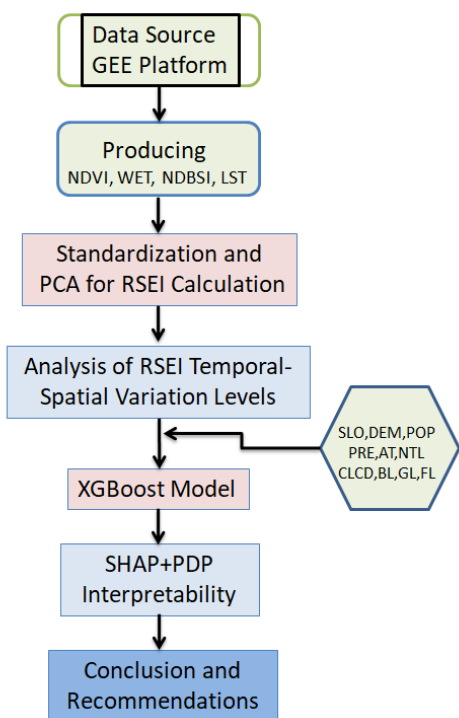 Data Source
GEE Platform
Producing
NDVI, WET, NDBSI, LST
Standardization and
PCA for RSEI Calculation
Analysis of RSEI Temporal-
Spatial Variation Levels
SLO,DEM,POP
PRE,AT,NTL
CLCD,BL,GL,FL
XGBoost Model
SHAP+PDP
Interpretability
Conclusion and
Recommendations